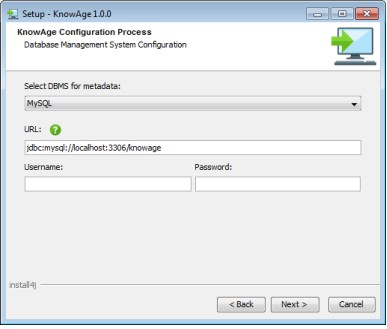 Setup - KnowAge 1.0.0
KnowAge Configuration Process
Database Management System Configuration
Select DBMS for metadata:
MySQL
URL:
jdbc:mysql://localhost:3306/knowage
Username: Password:
install4j
< Back Next > Cancel